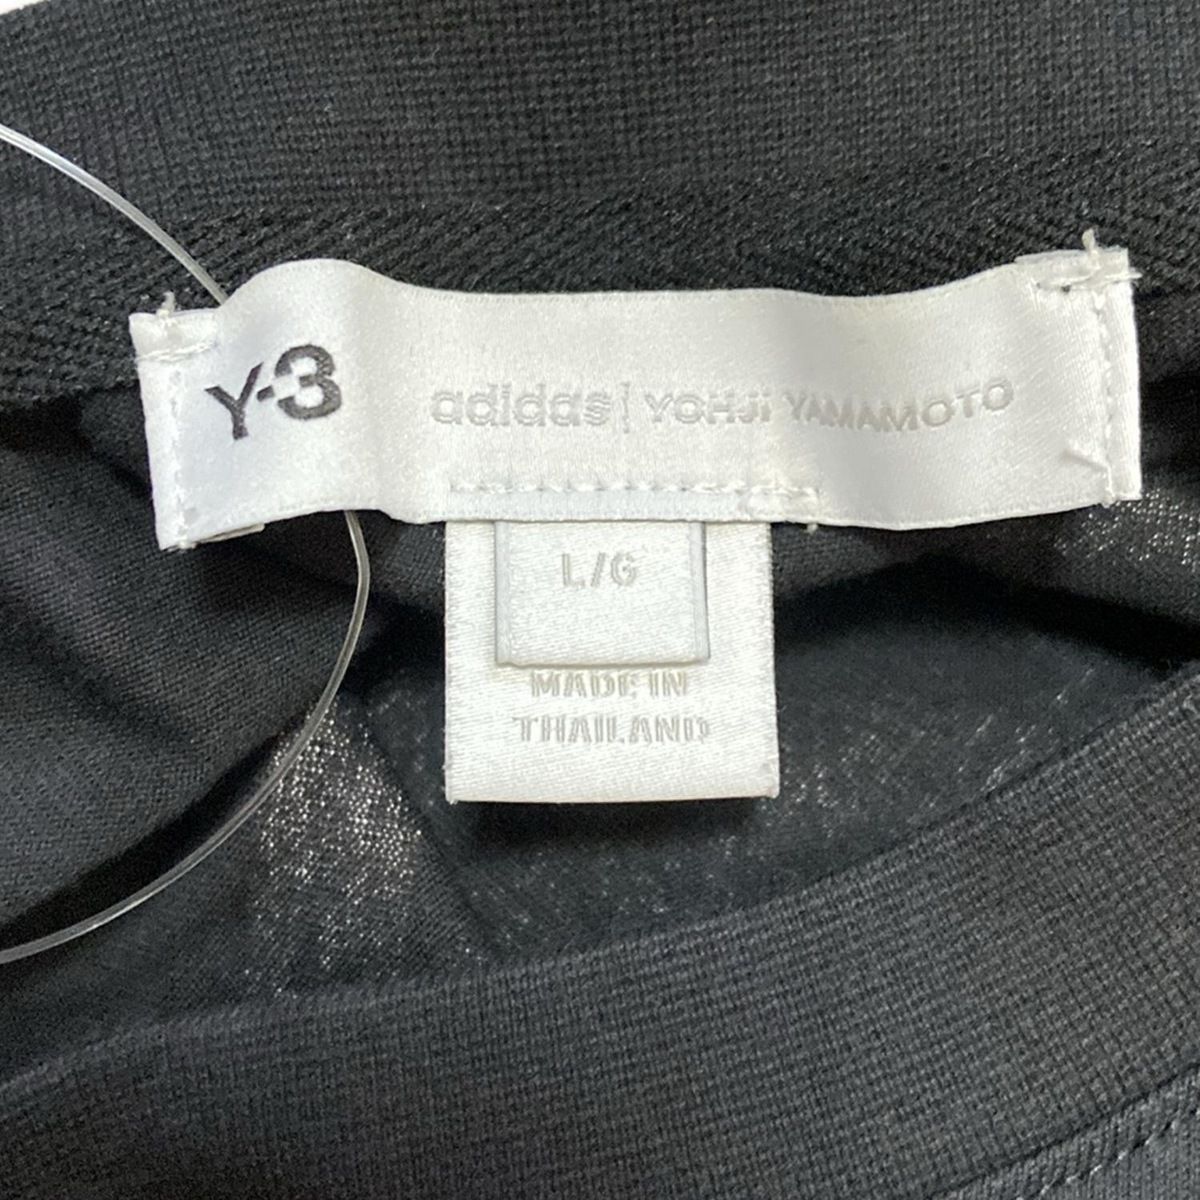 Y-3 adidas | YOHJI YAMAMOTO
L/G
MADE IN
THAILAND